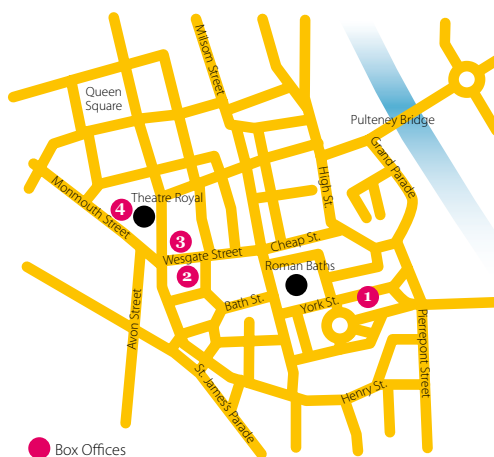 Milsom Street
Queen
Square
Pulteney Bridge
Grand Parade
High St.
Theatre Royal
4
Monmouth Street
3
Wesgate Street
Cheap St.
2
Roman Baths
Bath St.
York St.
1
Avon Street
Pierrepont Street
St. James's Parade
Henry St.
Box Offices